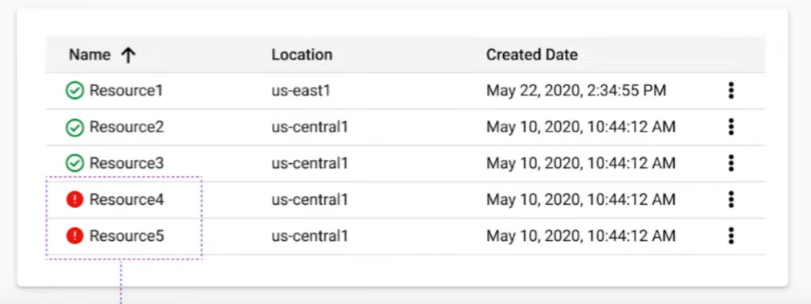 Name Location Created Date
Resource1 us-east1 May 22, 2020, 2:34:55 PM
Resource2 us-central1 May 10, 2020, 10:44:12 AM
Resource3 us-central1 May 10, 2020, 10:44:12 AM
Resource4 us-central1 May 10, 2020, 10:44:12 AM
Resource5 us-central1 May 10, 2020, 10:44:12 AM